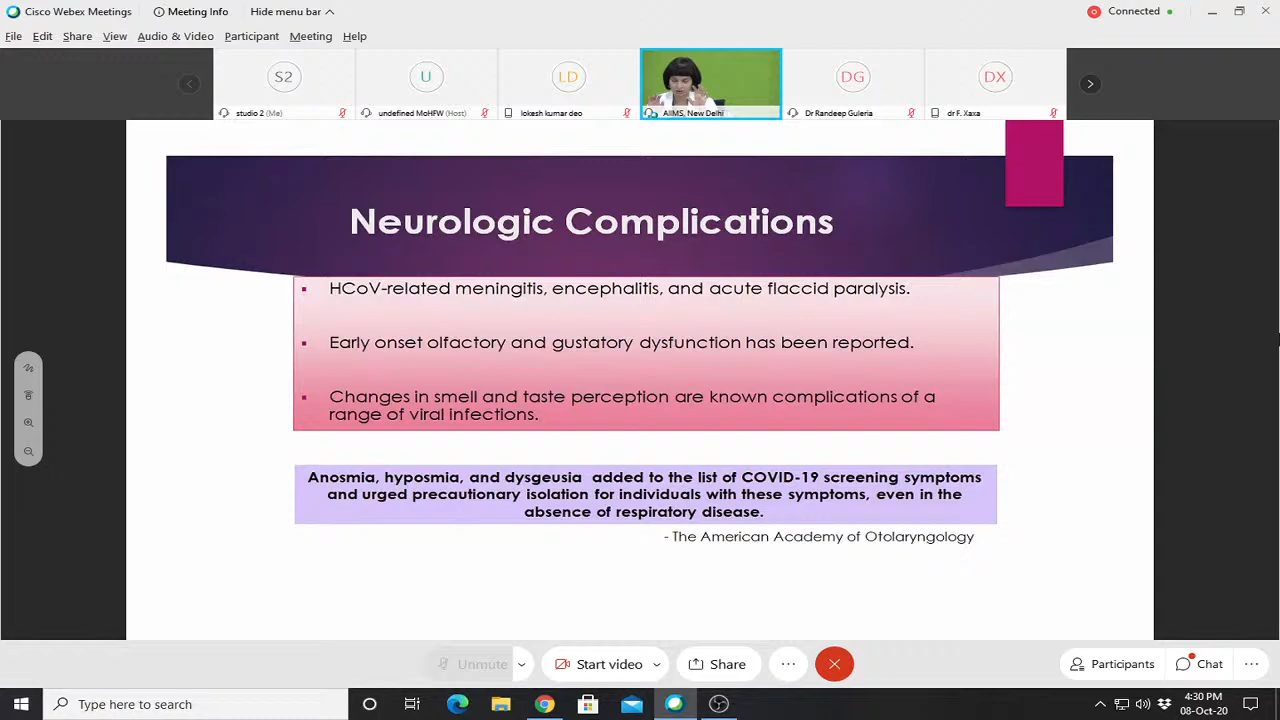 Cisco Webex Meetings Meeting Info Hide menu bar Connected
File Edit Share View Audio & Video Participant Meeting Help
S2 U LD DG DX
studio 2 (Me) undefined MoHFW (Host) lokesh kumar deo AIIMS, New Delhi Dr Randeep Guleria dr F. Xaxa
Neurologic Complications
HCoV-related meningitis, encephalitis, and acute flaccid paralysis.
Early onset olfactory and gustatory dysfunction has been reported.
Changes in smell and taste perception are known complications of a
range of viral infections.
Anosmia, hyposmia, and dysgeusia added to the list of COVID-19 screening symptoms
and urged precautionary isolation for individuals with these symptoms, even in the
absence of respiratory disease.
- The American Academy of Otolaryngology
Unmute Start video Share Participants Chat
Type here to search
4:30 PM
08-Oct-20